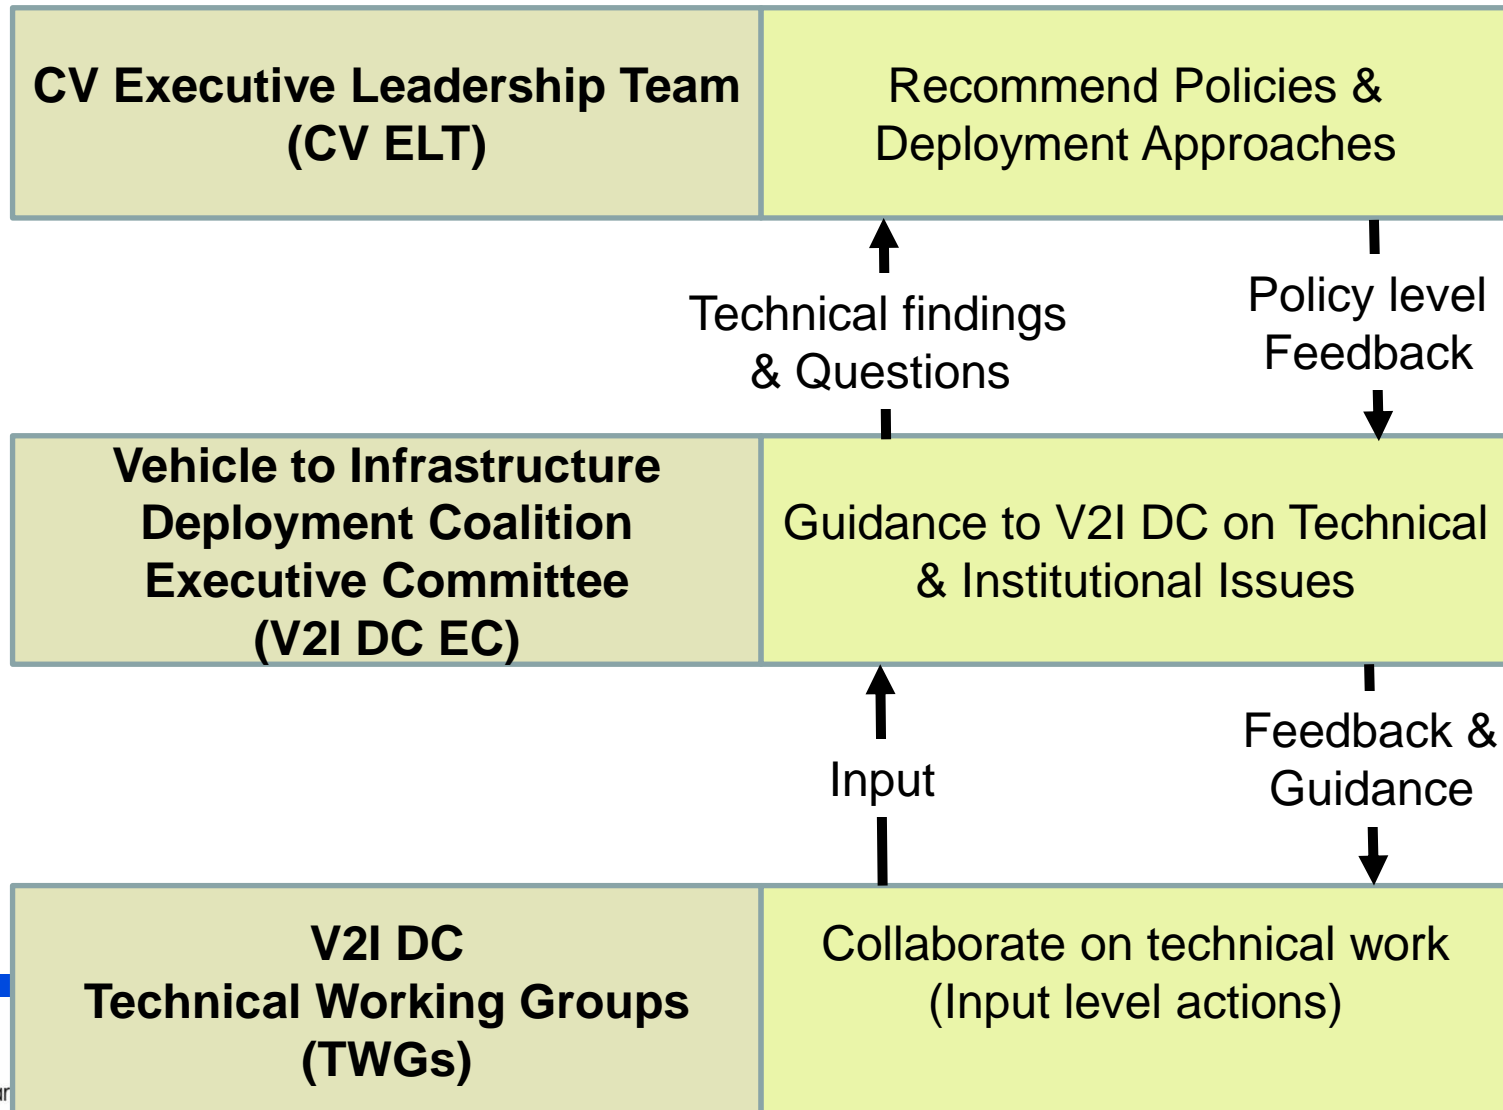 CV Executive Leadership Team
(CV ELT)
Recommend Policies &
Deployment Approaches
Technical findings
& Questions
Policy level
Feedback
Vehicle to Infrastructure
Deployment Coalition
Executive Committee
(V2I DC EC)
Guidance to V2I DC on Technical
& Institutional Issues
Input
Feedback &
Guidance
V2I DC
Technical Working Groups
(TWGs)
Collaborate on technical work
(Input level actions)